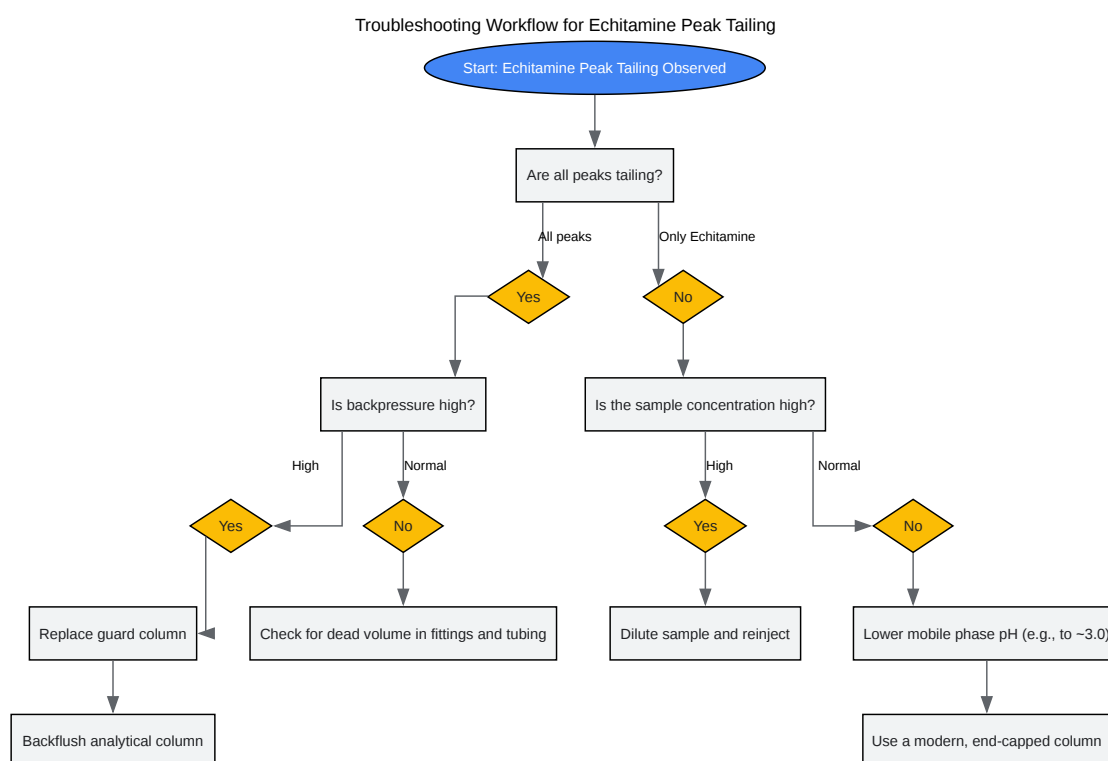 Troubleshooting Workflow for Echitamine Peak Tailing
Start: Echitamine Peak Tailing Observed
Are all peaks tailing?
All peaks
Only Echitamine
Yes
No
Is backpressure high?
Is the sample concentration high?
High
Normal
High
Normal
Yes
No
Yes
No
Replace guard column
Check for dead volume in fittings and tubing
Dilute sample and reinject
Lower mobile phase pH (e.g., to ~3.0)
Backflush analytical column
Use a modern, end-capped column